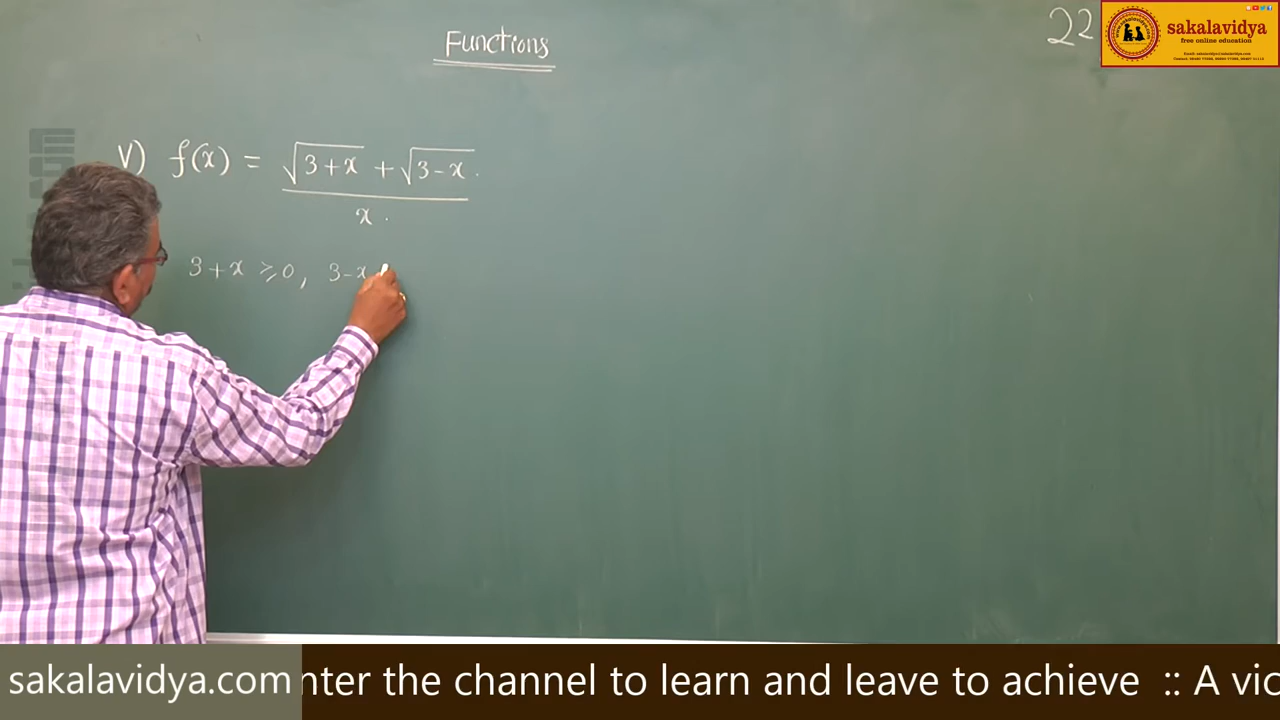 Functions
22
sakalavidya
free online education
V) f(x) = √3+x + √3-x
x
3+x ⩾0, 3-x
sakalavidya.com
nter the channel to learn and leave to achieve :: A vic